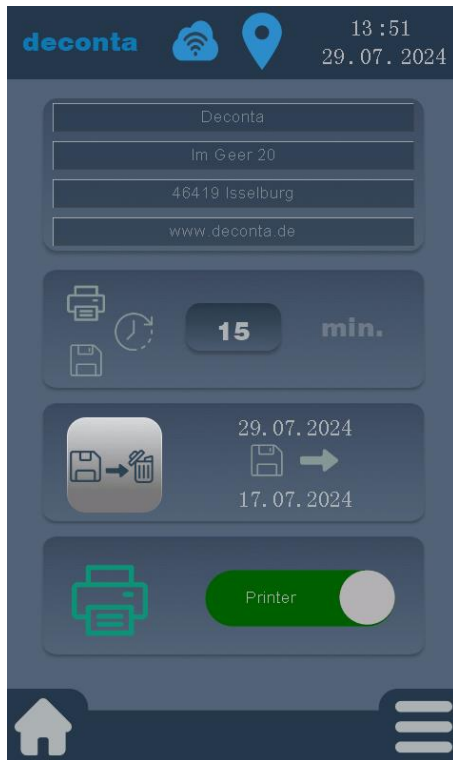 deconta
13:51
29.07.2024
Deconta
Im Geer 20
46419 Isselburg
www.deconta.de
15 min.
29.07.2024
17.07.2024
Printer